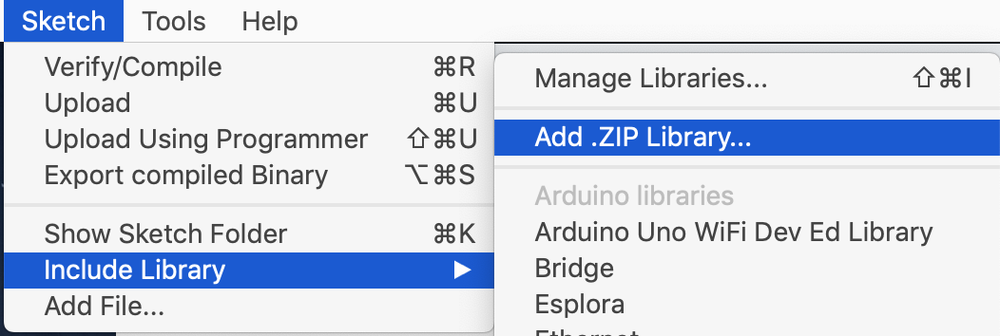 Sketch Tools Help
Verify/Compile ⌘R
Upload ⌘U
Upload Using Programmer ⇧⌘U
Export compiled Binary ⌥⌘S
Show Sketch Folder ⌘K
Include Library ▶
Add File...
Manage Libraries... ⇧⌘I
Add .ZIP Library...
Arduino libraries
Arduino Uno WiFi Dev Ed Library
Bridge
Esplora